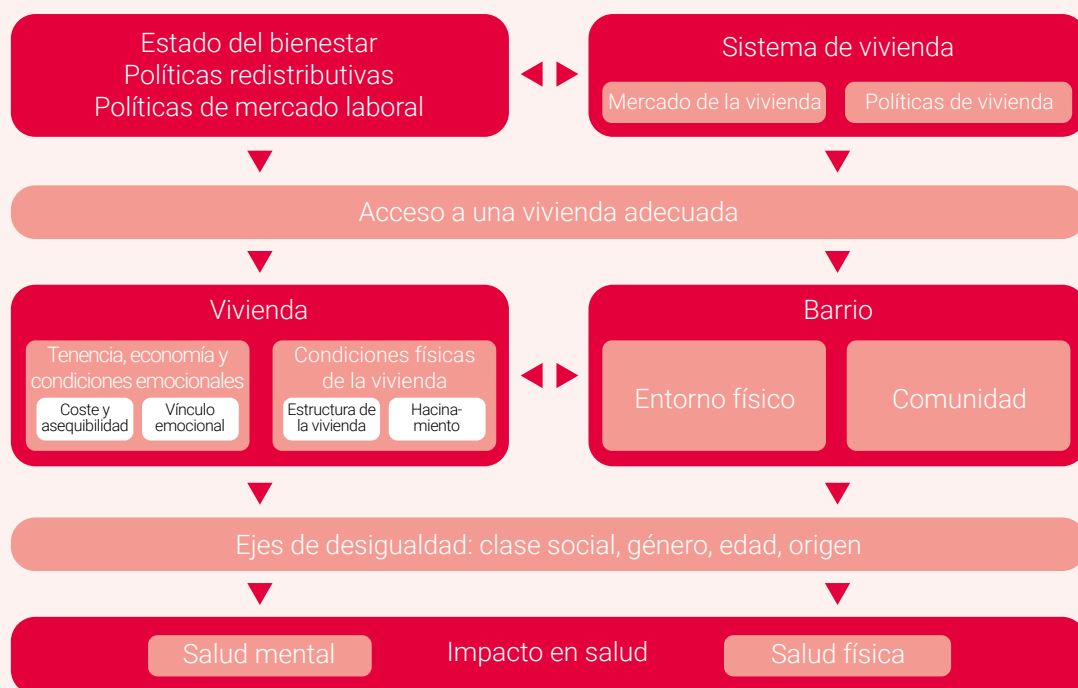 Estado del bienestar
Políticas redistributivas
Políticas de mercado laboral
Sistema de vivienda
Mercado de la vivienda
Políticas de vivienda
Acceso a una vivienda adecuada
Vivienda
Tenencia, economía y
condiciones emocionales
Coste y
asequibilidad
Vínculo
emocional
Condiciones físicas
de la vivienda
Estructura de
la vivienda
Hacina-
miento
Barrio
Entorno físico
Comunidad
Ejes de desigualdad: clase social, género, edad, origen
Salud mental
Impacto en salud
Salud física